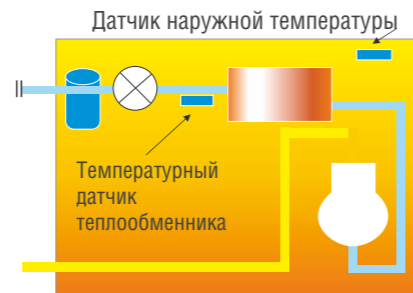 Датчик наружной температуры
Температурный
датчик
теплообменника